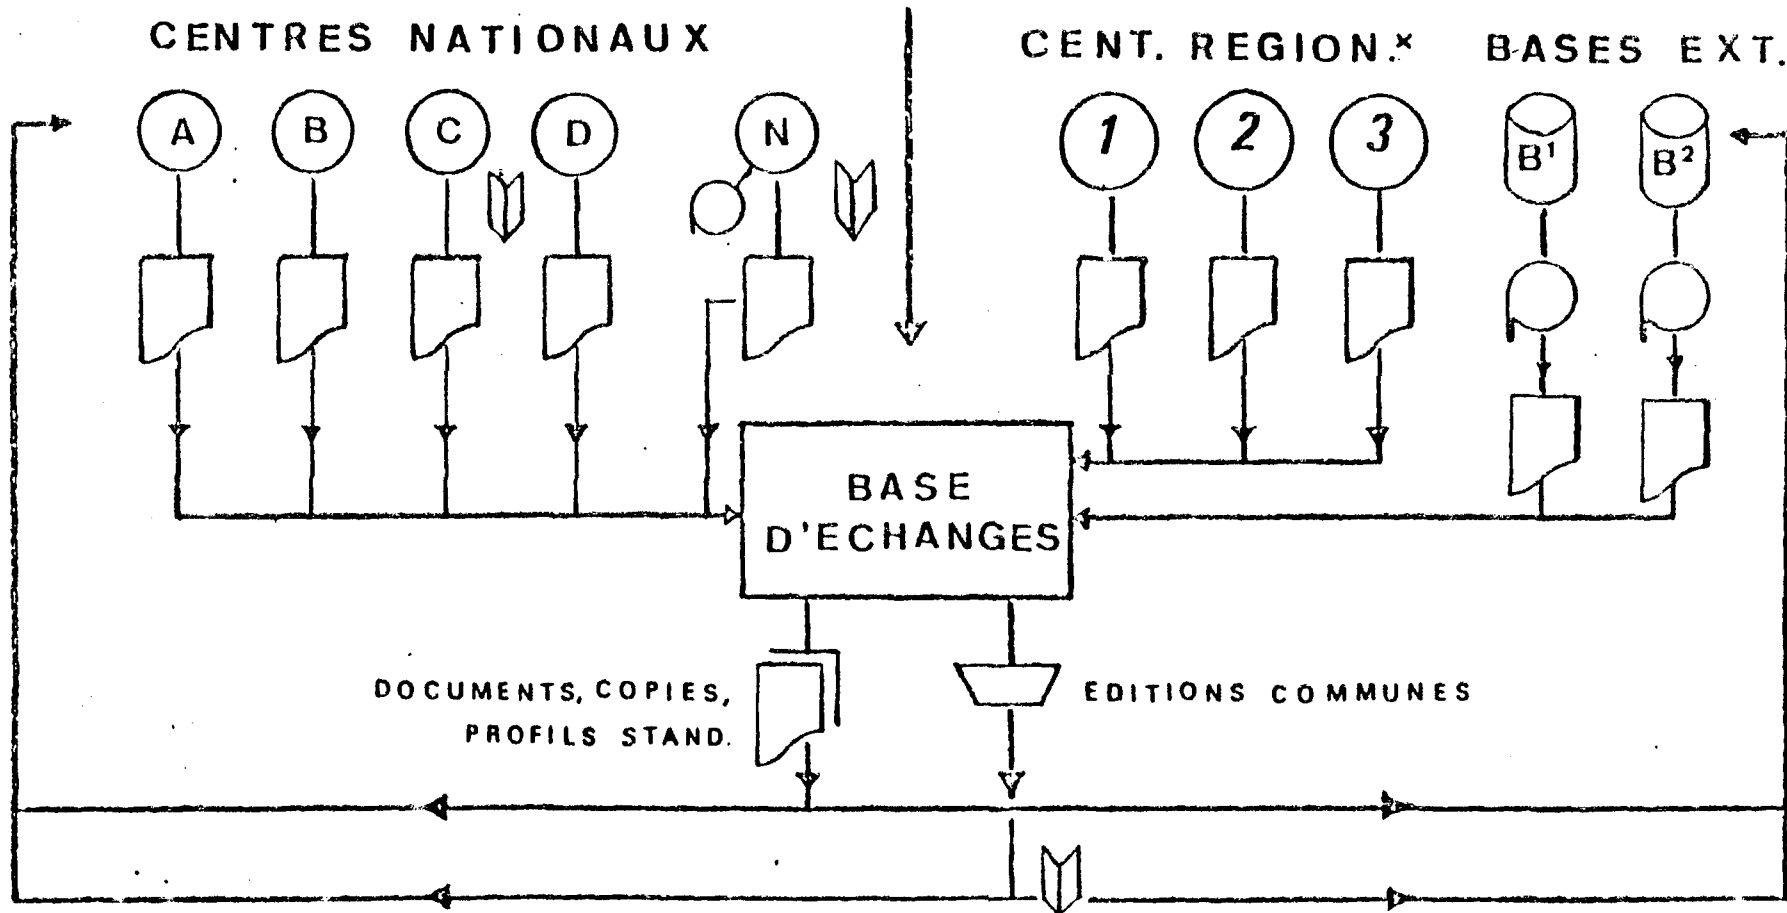 CENTRES NATIONAUX
CENT. REGION.x
BASES EXT.
A B C D N
1 2 3
B1 B2
BASE
D'ECHANGES
DOCUMENTS, COPIES,
PROFILS STAND.
EDITIONS COMMUNES